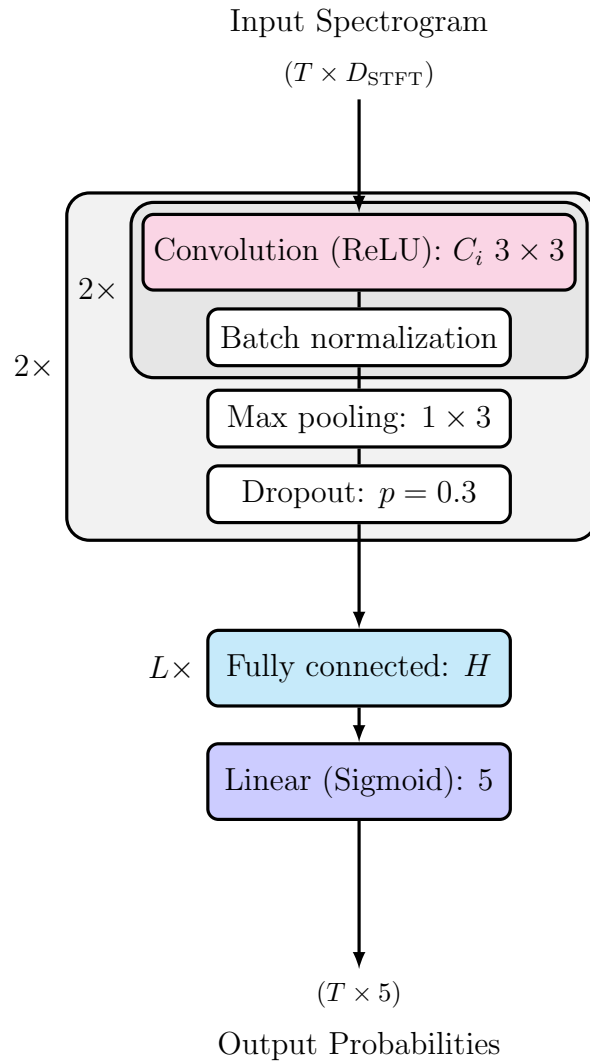 Input Spectrogram
(T × D_STFT)
Convolution (ReLU): C_i 3 × 3
2×
Batch normalization
2×
Max pooling: 1 × 3
Dropout: p = 0.3
L×
Fully connected: H
Linear (Sigmoid): 5
(T × 5)
Output Probabilities